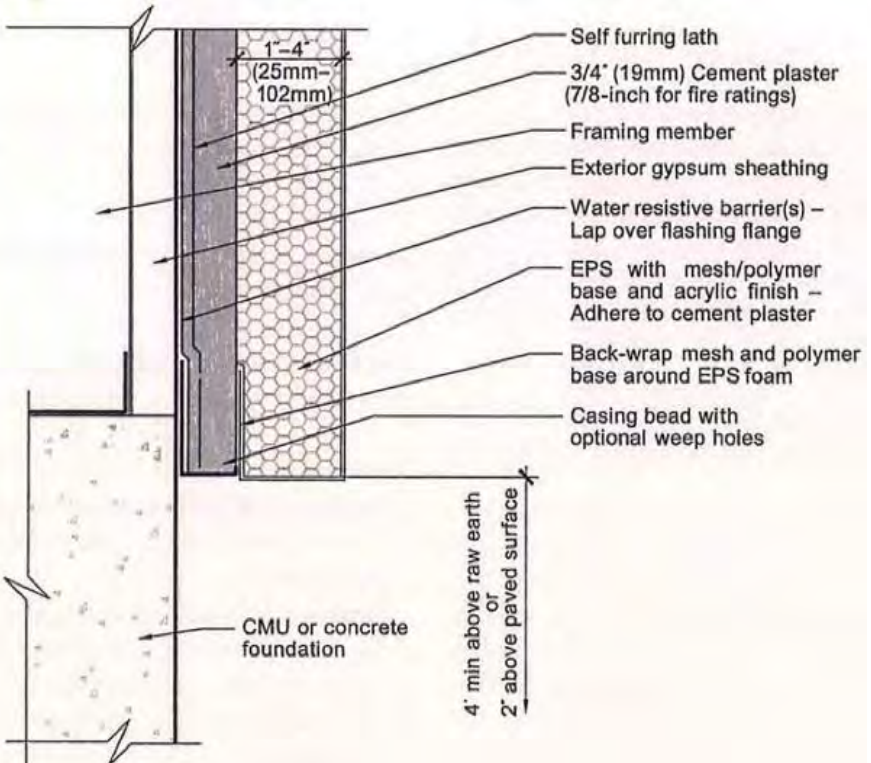 1"–4"
(25mm–
102mm)
Self furring lath
3/4" (19mm) Cement plaster
(7/8-inch for fire ratings)
Framing member
Exterior gypsum sheathing
Water resistive barrier(s) –
Lap over flashing flange
EPS with mesh/polymer
base and acrylic finish –
Adhere to cement plaster
Back-wrap mesh and polymer
base around EPS foam
Casing bead with
optional weep holes
CMU or concrete
foundation
4" min above raw earth
or
2" above paved surface